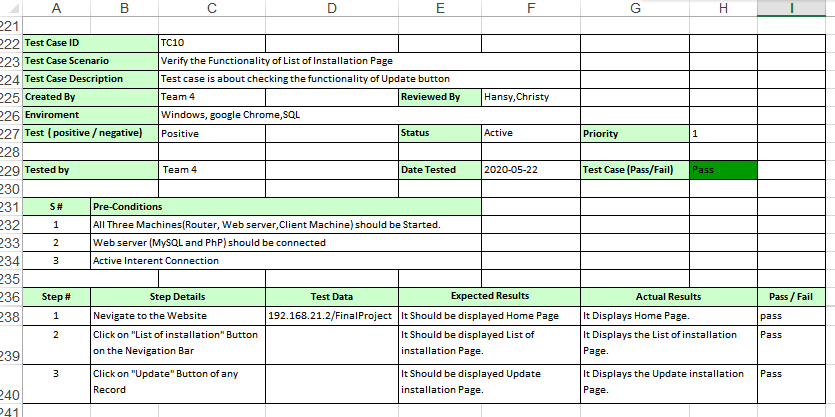 A B C D E F G H I
221
222 Test Case ID TC10
223 Test Case Scenario Verify the Functionality of List of Installation Page
224 Test Case Description Test case is about checking the functionality of Update button
225 Created By Team 4 Reviewed By Hansy,Christy
226 Enviroment Windows, google Chrome,SQL
227 Test ( positive / negative) Positive Status Active Priority 1
228
229 Tested by Team 4 Date Tested 2020-05-22 Test Case (Pass/Fail) Pass
230
231 S # Pre-Conditions
232 1 All Three Machines(Router, Web server,Client Machine) should be Started.
233 2 Web server (MySQL and PhP) should be connected
234 3 Active Interent Connection
235
236 Step # Step Details Test Data Expected Results Actual Results Pass / Fail
238 1 Nevigate to the Website 192.168.21.2/FinalProject It Should be displayed Home Page It Displays Home Page. pass
2 Click on "List of installation" Button It Should be displayed List of It Displays the List of installation Pass
239 on the Nevigation Bar installation Page. Page.
3 Click on "Update" Button of any It Should be displayed Update It Displays the Update installation Pass
240 Record installation Page. Page.
241